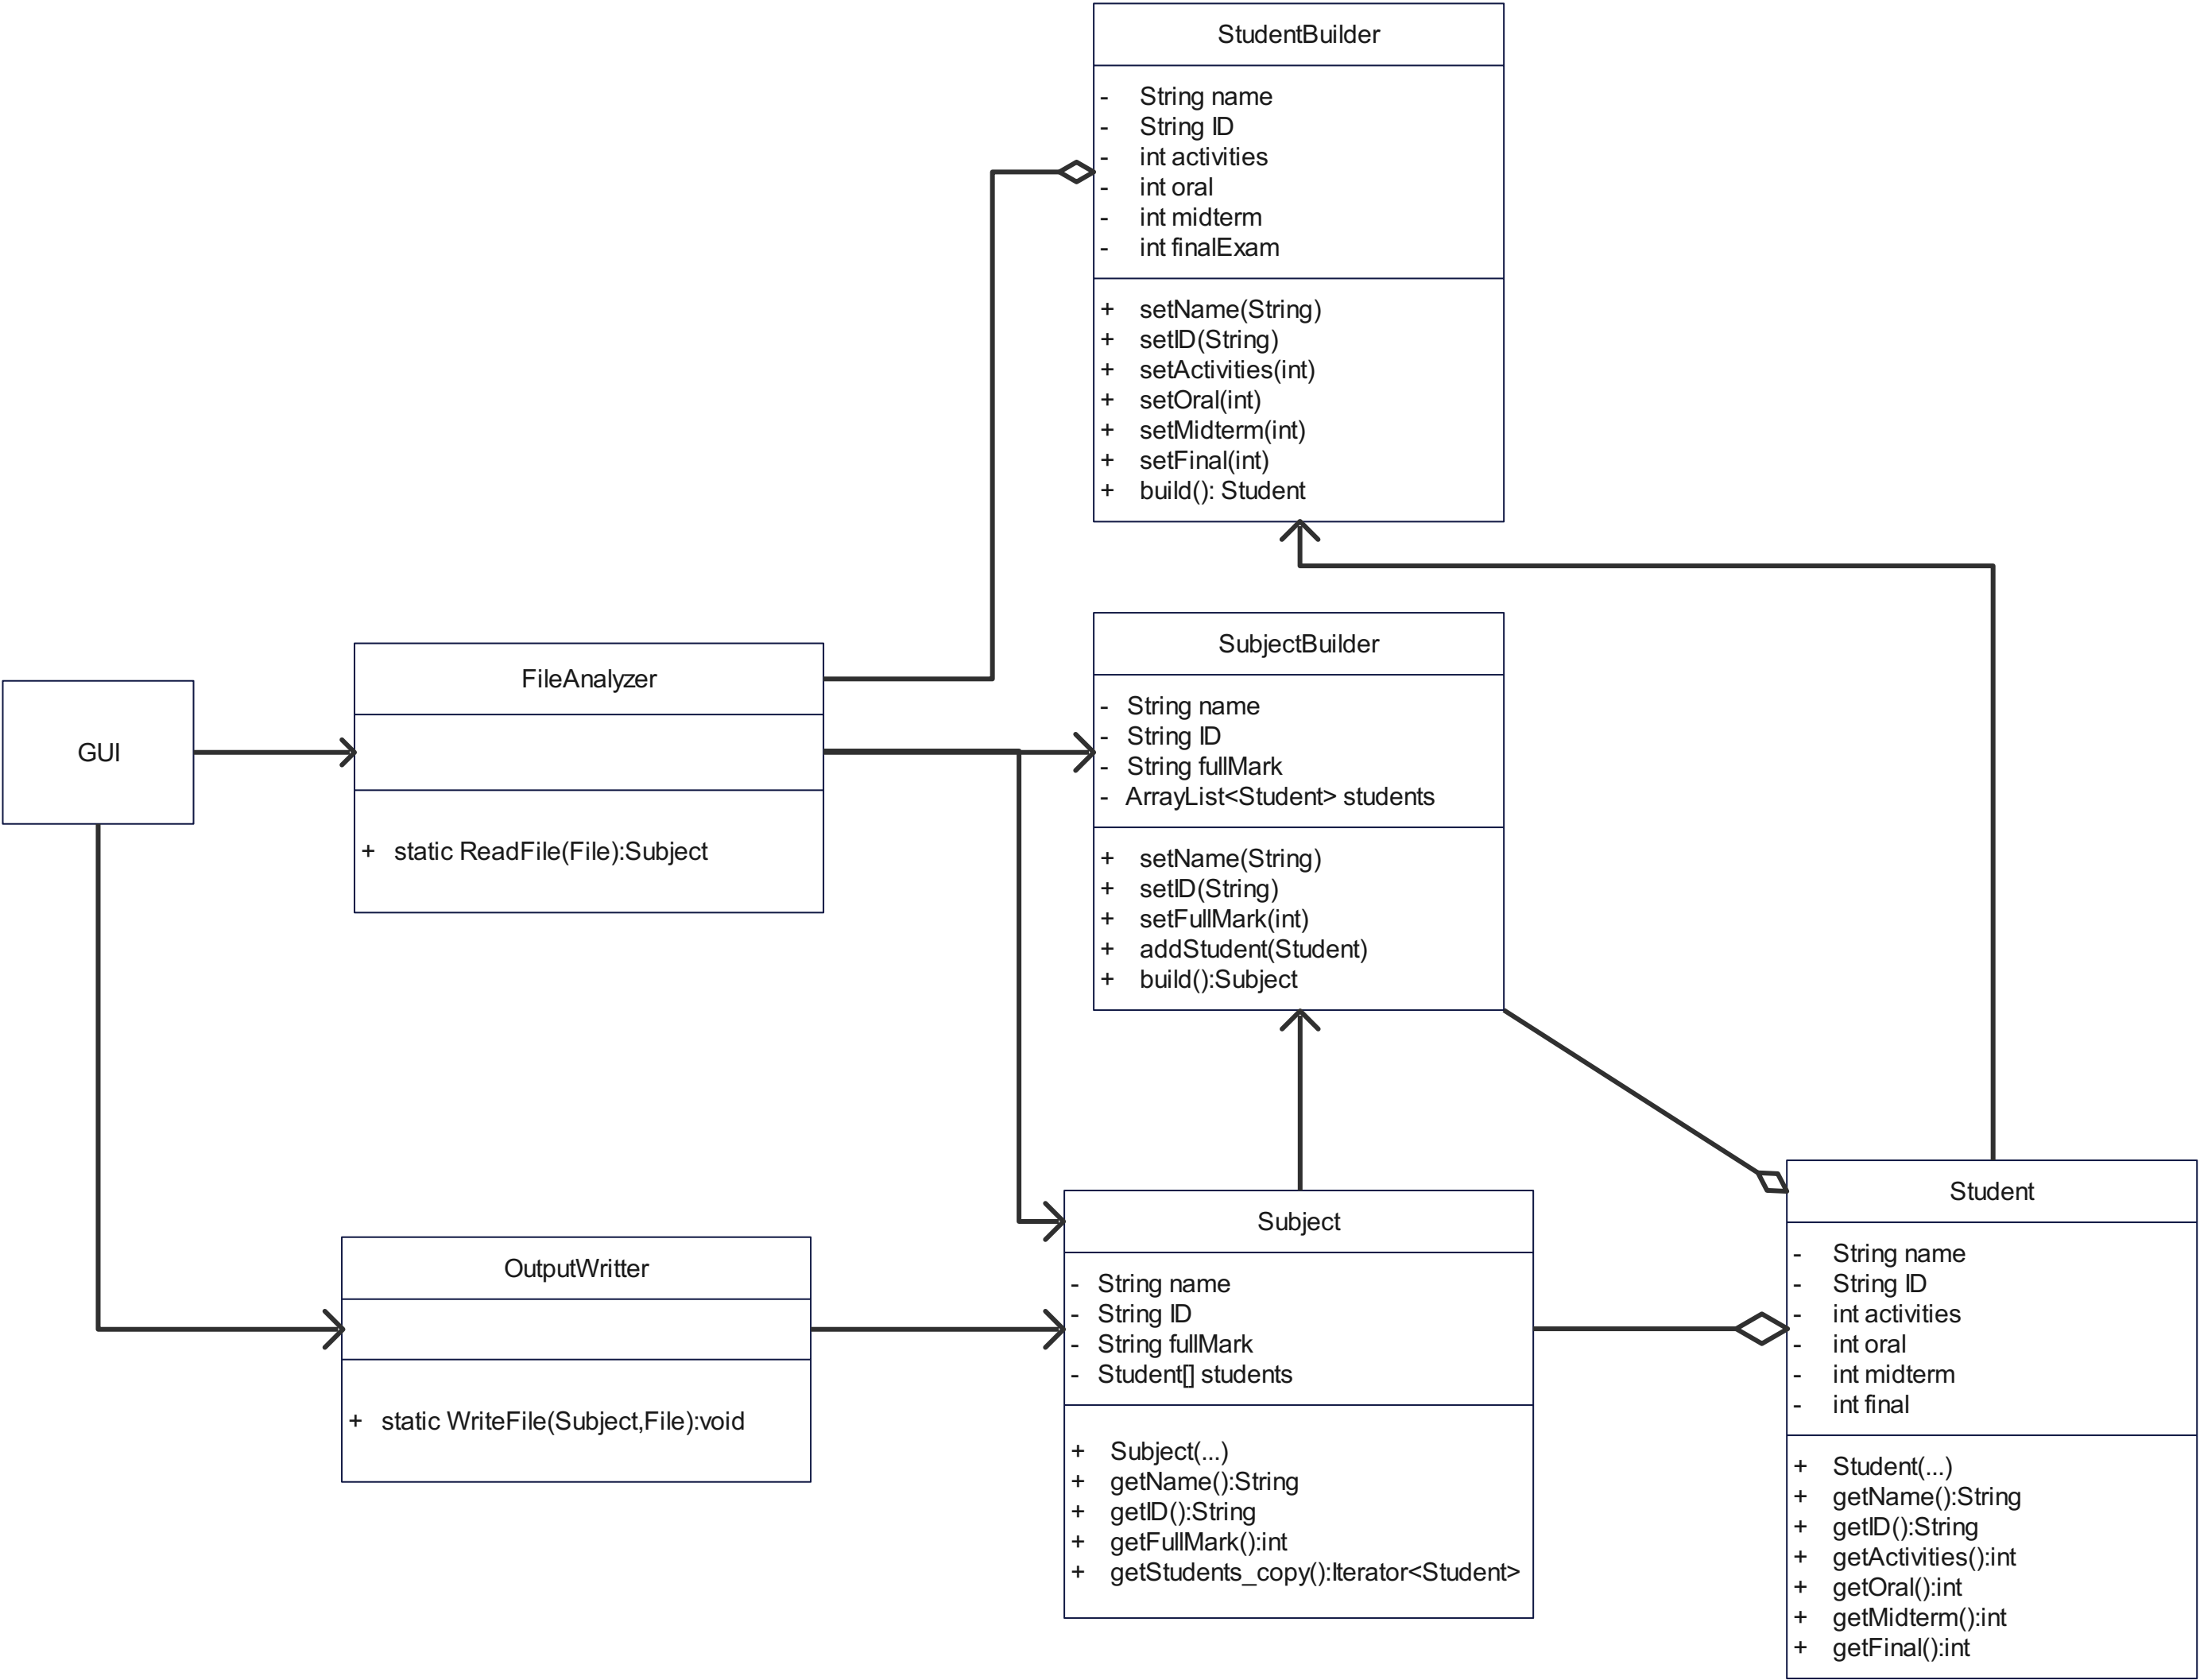 StudentBuilder
- String name
- String ID
- int activities
- int oral
- int midterm
- int finalExam
+ setName(String)
+ setID(String)
+ setActivities(int)
+ setOral(int)
+ setMidterm(int)
+ setFinal(int)
+ build(): Student
SubjectBuilder
- String name
- String ID
- String fullMark
- ArrayList<Student> students
+ setName(String)
+ setID(String)
+ setFullMark(int)
+ addStudent(Student)
+ build():Subject
FileAnalyzer
+ static ReadFile(File):Subject
GUI
OutputWritter
+ static WriteFile(Subject,File):void
Subject
- String name
- String ID
- String fullMark
- Student[] students
+ Subject(...)
+ getName():String
+ getID():String
+ getFullMark():int
+ getStudents_copy():Iterator<Student>
Student
- String name
- String ID
- int activities
- int oral
- int midterm
- int final
+ Student(...)
+ getName():String
+ getID():String
+ getActivities():int
+ getOral():int
+ getMidterm():int
+ getFinal():int